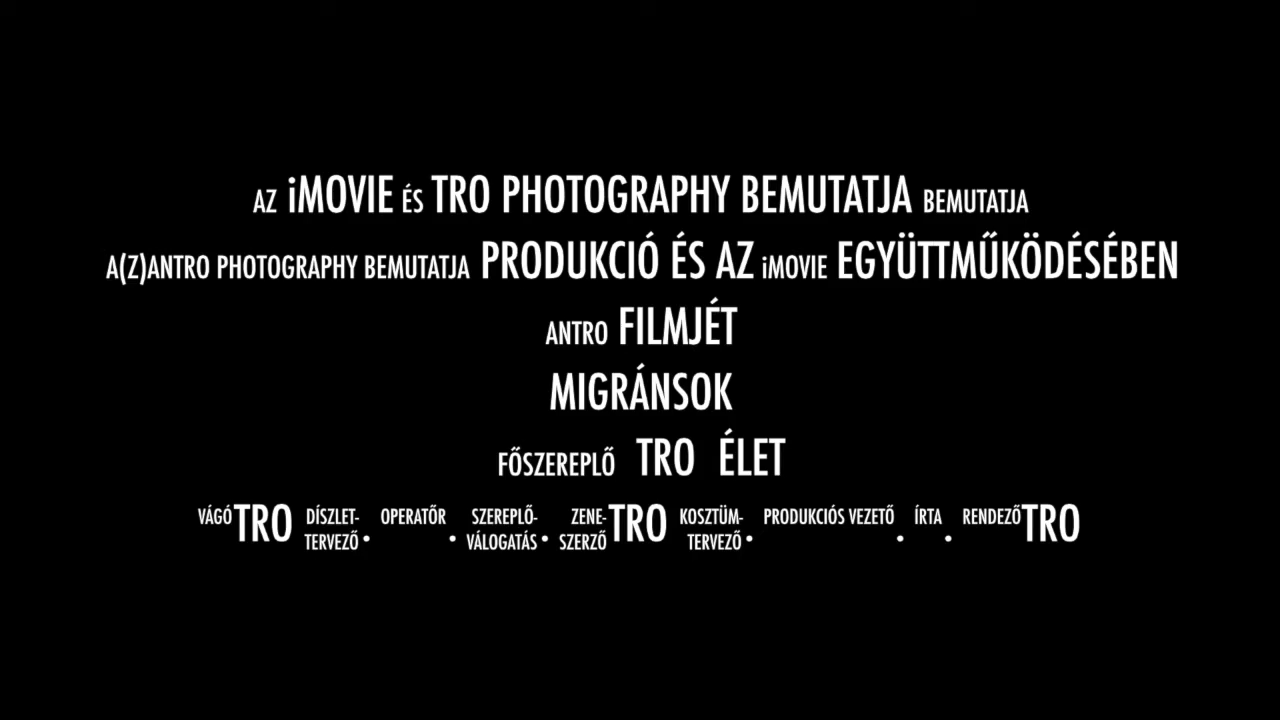 AZ iMOVIE ÉS TRO PHOTOGRAPHY BEMUTATJA BEMUTATJA
A(Z)ANTRO PHOTOGRAPHY BEMUTATJA PRODUKCIÓ ÉS AZ iMOVIE EGYÜTTMŰKÖDÉSÉBEN
ANTRO FILMJÉT
MIGRÁNSOK
FŐSZEREPLŐ TRO ÉLET
VÁGÓ TRO DÍSZLET-TERVEZŐ . OPERATŐR . SZEREPLŐ-VÁLOGATÁS . ZENE-SZERZŐ TRO KOSZTÜM-TERVEZŐ . PRODUKCIÓS VEZETŐ . ÍRTA . RENDEZŐ TRO